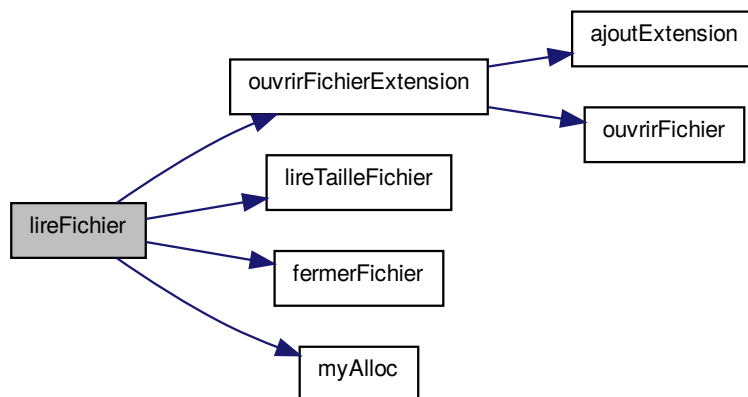 ajoutExtension
ouvrirFichierExtension
ouvrirFichier
lireTailleFichier
lireFichier
fermerFichier
myAlloc